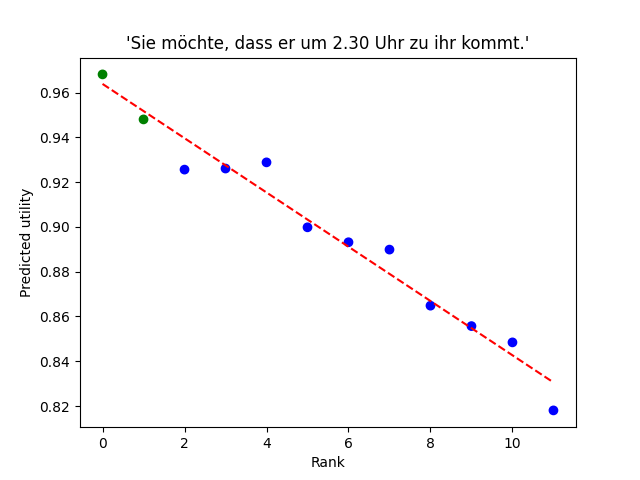 'Sie möchte, dass er um 2.30 Uhr zu ihr kommt.'
Predicted utility
0.96
0.94
0.92
0.90
0.88
0.86
0.84
0.82
0 2 4 6 8 10
Rank